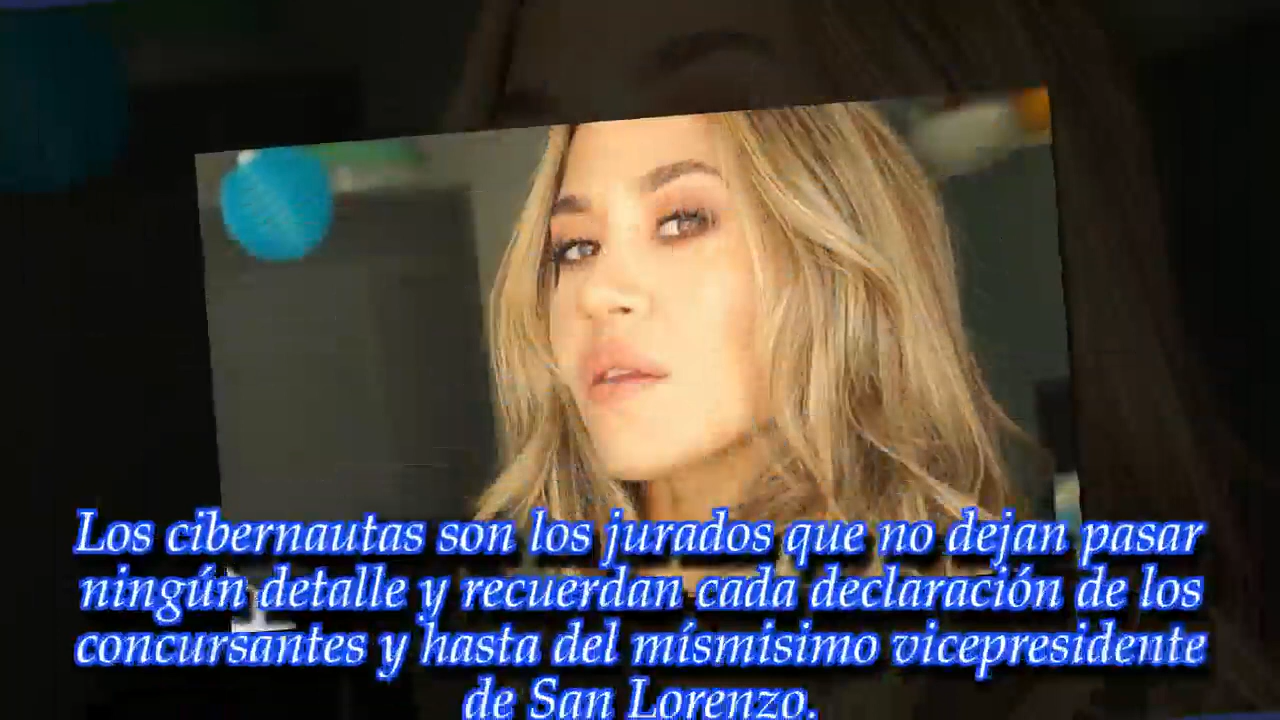 Los cibernautas son los jurados que no dejan pasar
ningún detalle y recuerdan cada declaración de los
concursantes y hasta del mísmisimo vicepresidente
de San Lorenzo.